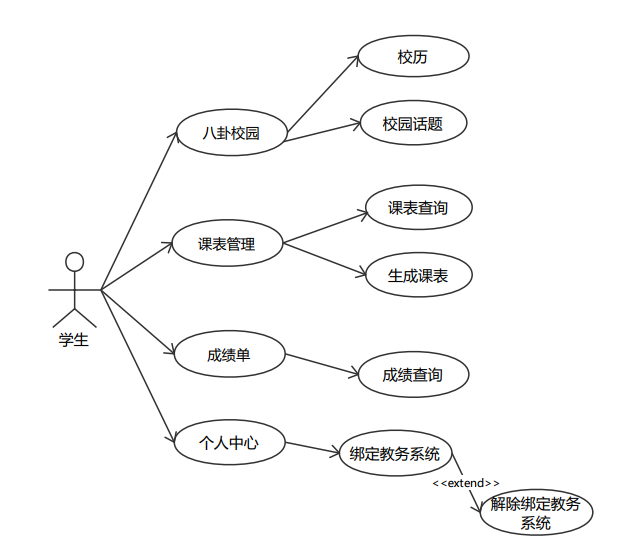 校历
校园话题
八卦校园
课表查询
课表管理
生成课表
学生
成绩单
成绩查询
个人中心
绑定教务系统
<<extend>>
解除绑定教务
系统